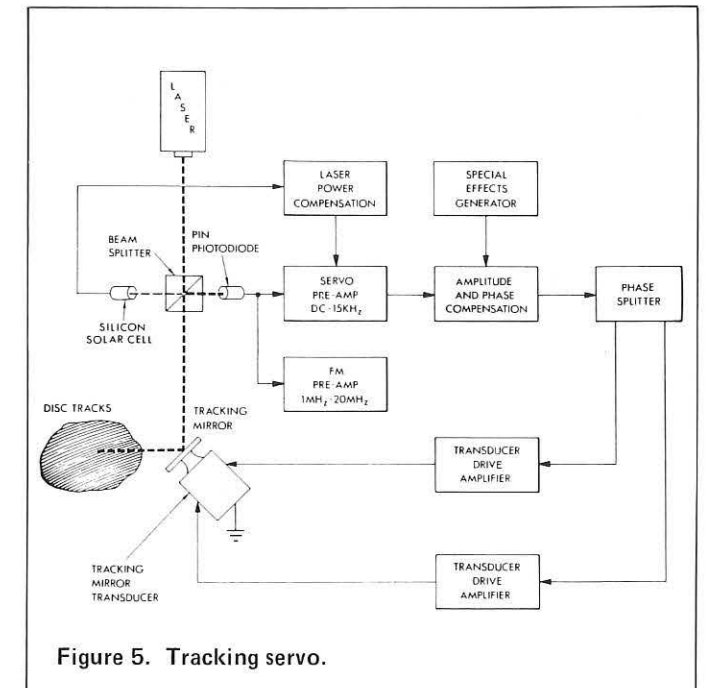 L
A
S
E
R
LASER
POWER
COMPENSATION
SPECIAL
EFFECTS
GENERATOR
BEAM
SPLITTER
PIN
PHOTODIODE
SERVO
PRE-AMP
DC-15KHz
AMPLITUDE
AND PHASE
COMPENSATION
PHASE
SPLITTER
SILICON
SOLAR CELL
FM
PRE-AMP
1MHz-20MHz
DISC TRACKS
TRACKING
MIRROR
TRANSDUCER
DRIVE
AMPLIFIER
TRACKING
MIRROR
TRANSDUCER
TRANSDUCER
DRIVE
AMPLIFIER
Figure 5. Tracking servo.